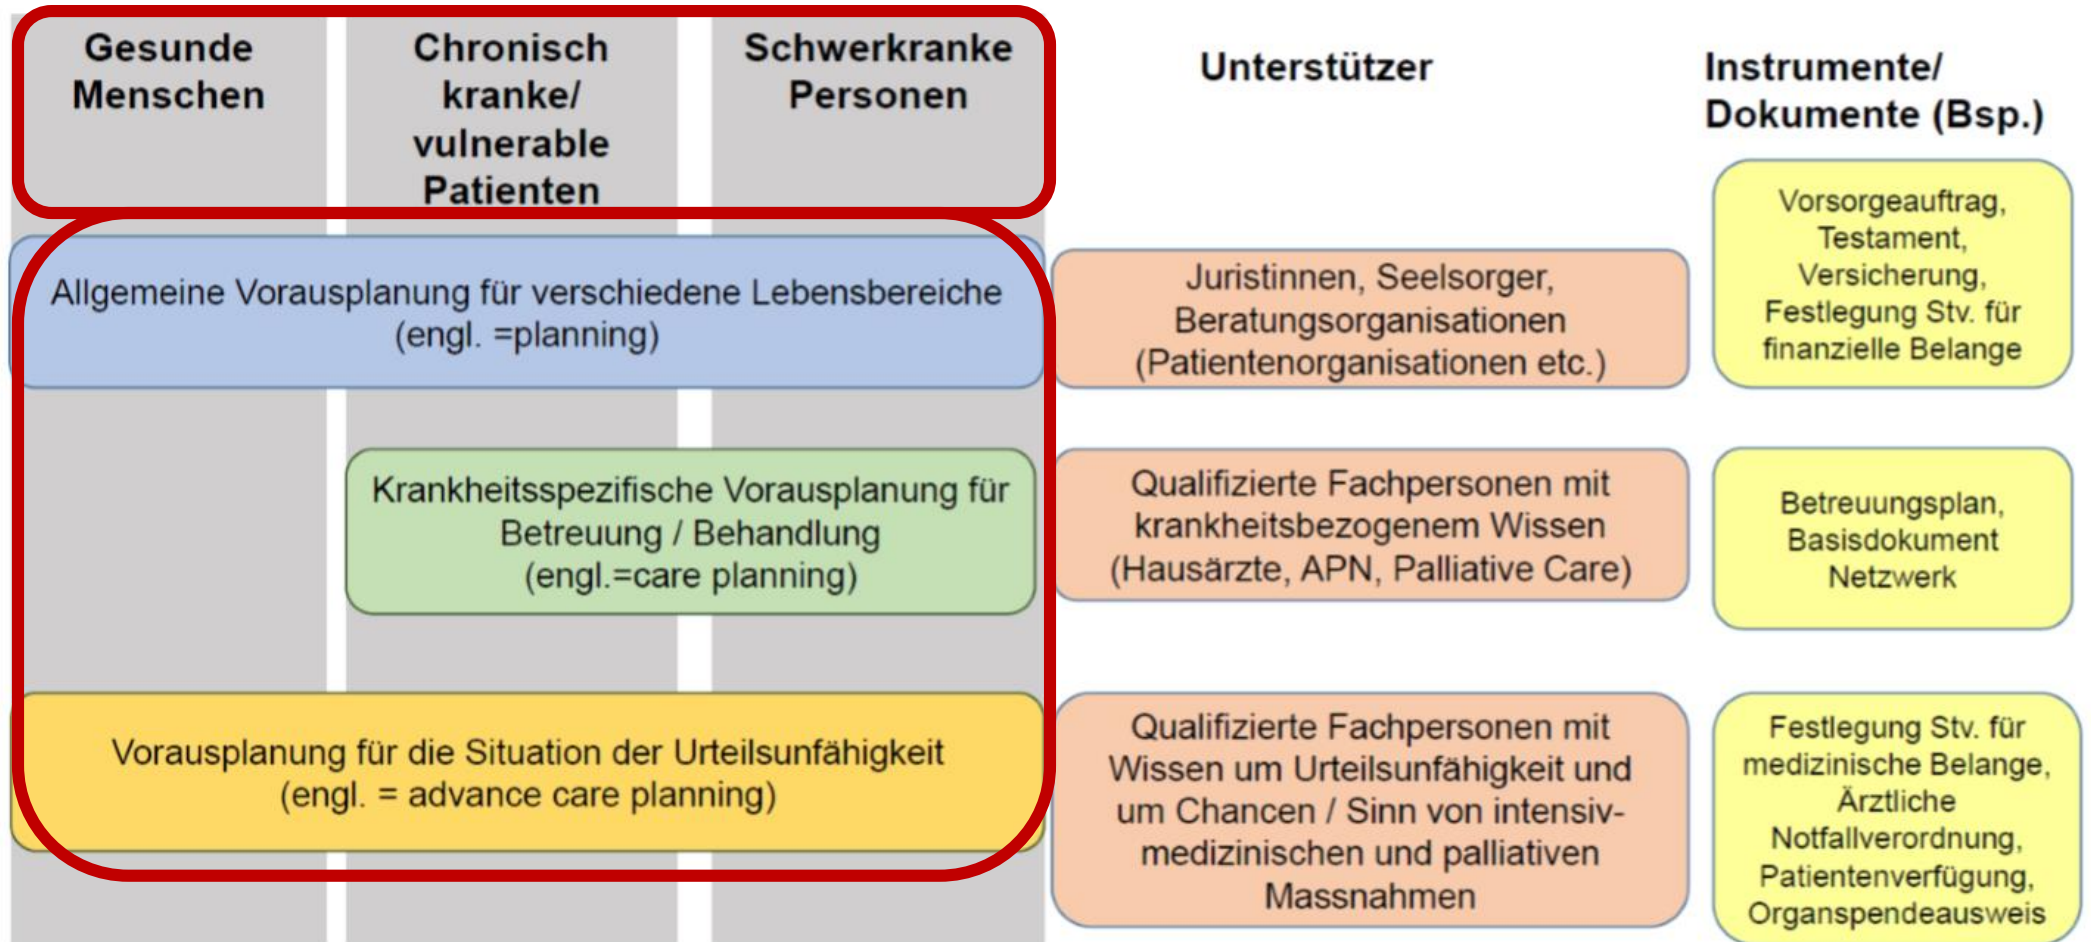 Gesunde
Menschen
Chronisch
kranke/
vulnerable
Patienten
Schwerkranke
Personen
Unterstützer
Instrumente/
Dokumente (Bsp.)
Allgemeine Vorausplanung für verschiedene Lebensbereiche
(engl. =planning)
Juristinnen, Seelsorger,
Beratungsorganisationen
(Patientenorganisationen etc.)
Vorsorgeauftrag,
Testament,
Versicherung,
Festlegung Stv. für
finanzielle Belange
Krankheitsspezifische Vorausplanung für
Betreuung / Behandlung
(engl.=care planning)
Qualifizierte Fachpersonen mit
krankheitsbezogenem Wissen
(Hausärzte, APN, Palliative Care)
Betreuungsplan,
Basisdokument
Netzwerk
Vorausplanung für die Situation der Urteilsunfähigkeit
(engl. = advance care planning)
Qualifizierte Fachpersonen mit
Wissen um Urteilsunfähigkeit und
um Chancen / Sinn von intensiv-
medizinischen und palliativen
Massnahmen
Festlegung Stv. für
medizinische Belange,
Ärztliche
Notfallverordnung,
Patientenverfügung,
Organspendeausweis